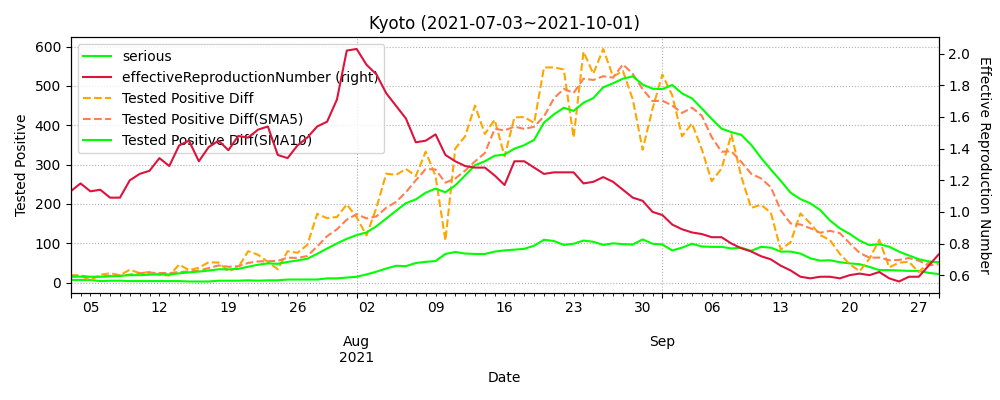 Kyoto (2021-07-03~2021-10-01)
600
500
400
300
200
100
0
Tested Positive
serious
effectiveReproductionNumber (right)
Tested Positive Diff
Tested Positive Diff(SMA5)
Tested Positive Diff(SMA10)
2.0
1.8
1.6
1.4
1.2
1.0
0.8
0.6
Effective Reproduction Number
05 12 19 26 02 09 16 23 30 06 13 20 27
Aug Sep
2021
Date